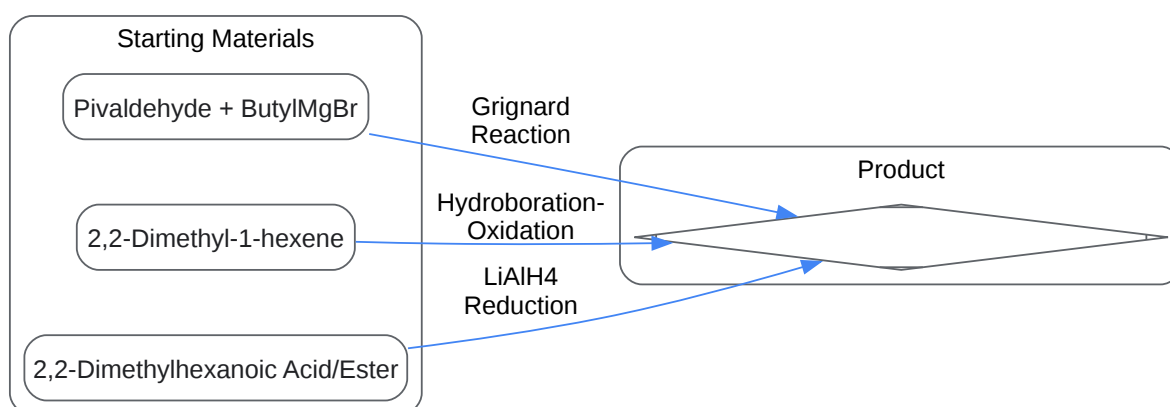 Starting Materials
Pivaldehyde + ButylMgBr
2,2-Dimethyl-1-hexene
2,2-Dimethylhexanoic Acid/Ester
Grignard
Reaction
Hydroboration-
Oxidation
LiAlH4
Reduction
Product